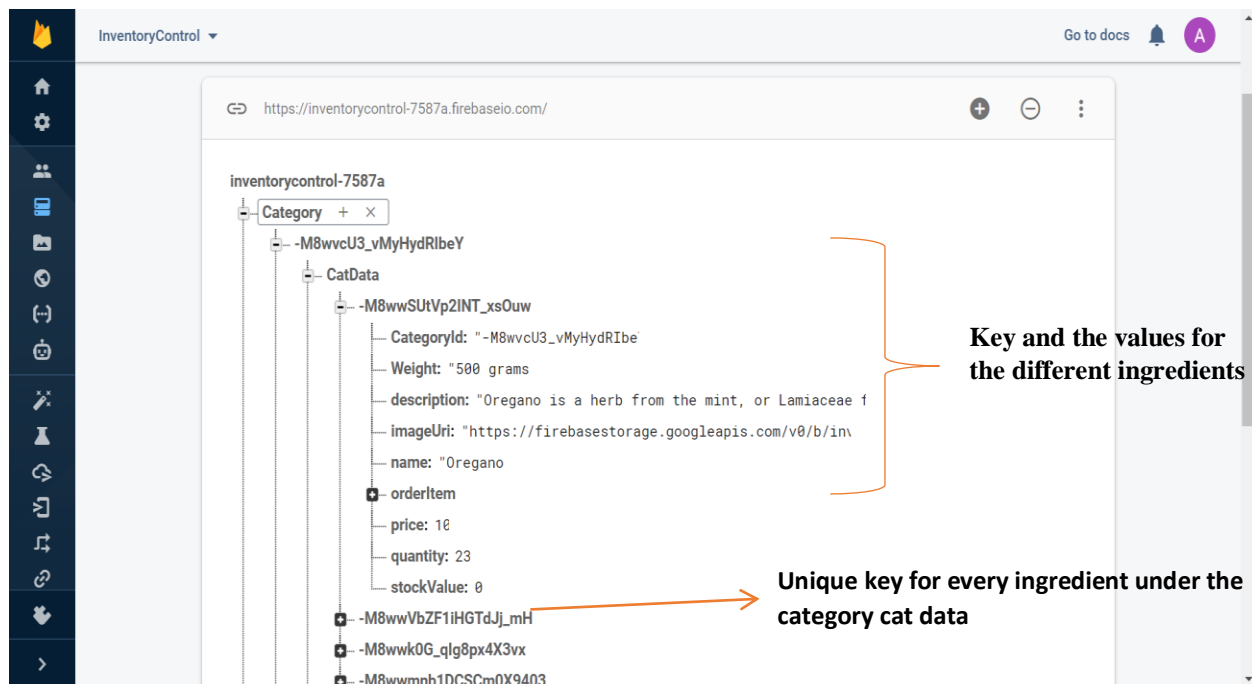 InventoryControl
Go to docs
A
https://inventorycontrol-7587a.firebaseio.com/
inventorycontrol-7587a
Category + ×
-M8wvcU3_vMyHydRIbeY
CatData
-M8wwSUtVp2INT_xsOuw
CategoryId: "-M8wvcU3_vMyHydRIbe
Weight: "500 grams
description: "Oregano is a herb from the mint, or Lamiaceae f
imageUri: "https://firebasestorage.googleapis.com/v0/b/inv
name: "Oregano
orderItem
price: 10
quantity: 23
stockValue: 0
-M8wwVbZF1iHGTdJj_mH
-M8wwk0G_qIg8px4X3vx
-M8wwmnb1DCSCm0X9403
Key and the values for
the different ingredients
Unique key for every ingredient under the
category cat data